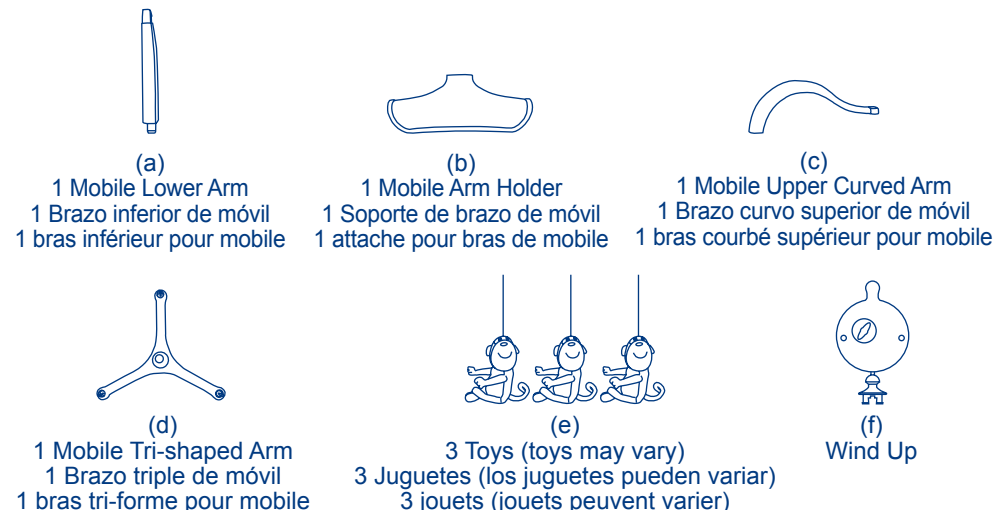 (a)
1 Mobile Lower Arm
1 Brazo inferior de móvil
1 bras inférieur pour mobile
(b)
1 Mobile Arm Holder
1 Soporte de brazo de móvil
1 attache pour bras de mobile
(c)
1 Mobile Upper Curved Arm
1 Brazo curvo superior de móvil
1 bras courbé supérieur pour mobile
(d)
1 Mobile Tri-shaped Arm
1 Brazo triple de móvil
1 bras tri-forme pour mobile
(e)
3 Toys (toys may vary)
3 Juguetes (los juguetes pueden variar)
3 jouets (jouets peuvent varier)
(f)
Wind Up